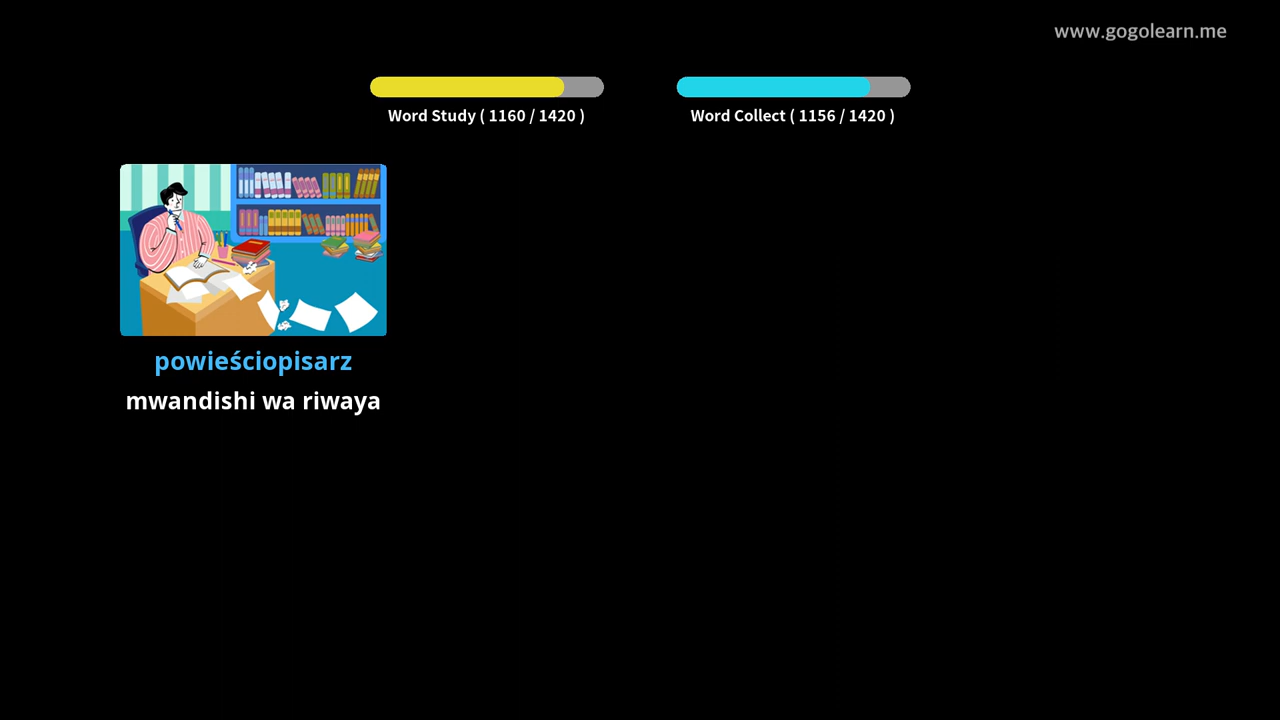 www.gogolearn.me
Word Study ( 1160 / 1420 )
Word Collect ( 1156 / 1420 )
powieściopisarz
mwandishi wa riwaya